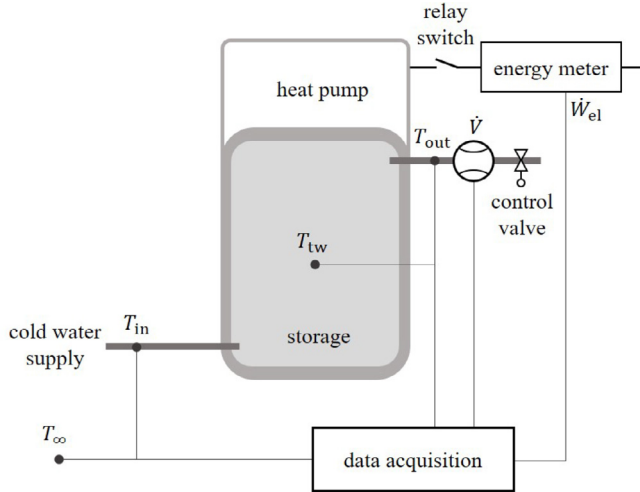 relay
switch
energy meter
heat pump
Ẇel
V̇
Tout
control
valve
Ttw
cold water
supply
Tin
storage
T∞
data acquisition